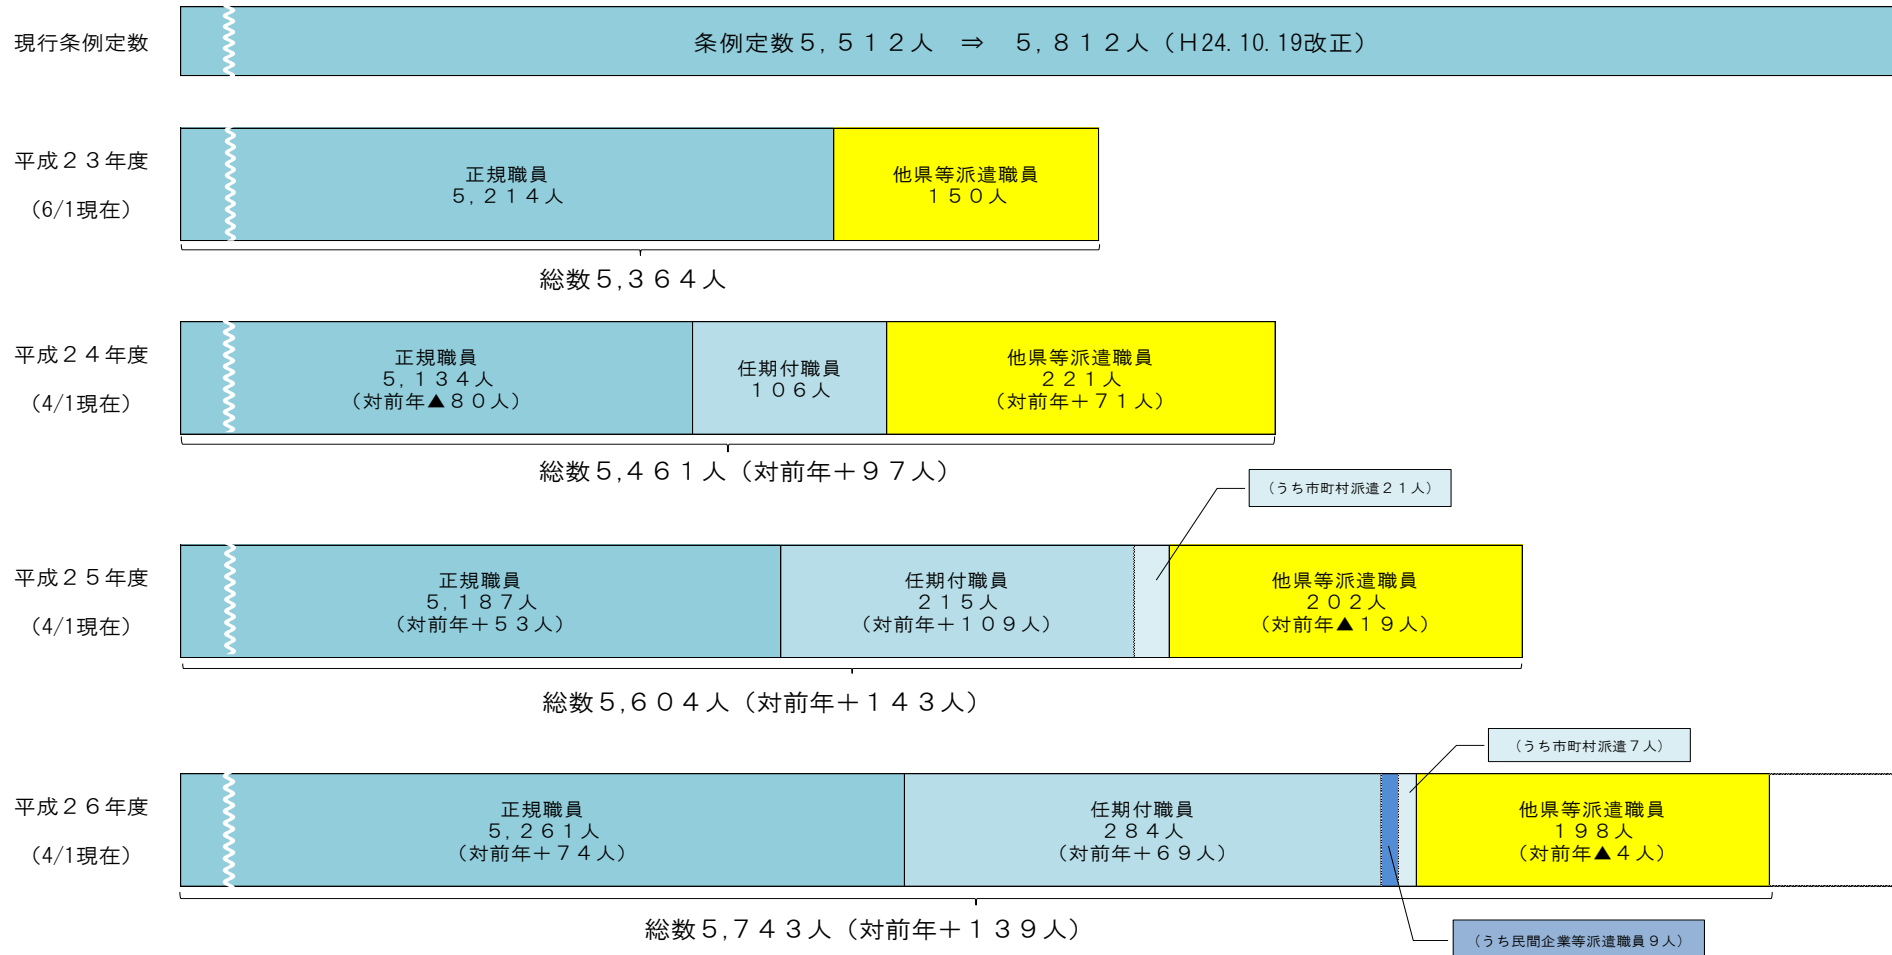 現行条例定数
条例定数５,５１２人　⇒　５,８１２人（Ｈ24.10.19改正）
平成２３年度
（6/1現在）
正規職員
５,２１４人
他県等派遣職員
１５０人
総数５,３６４人
平成２４年度
（4/1現在）
正規職員
５,１３４人
（対前年▲８０人）
任期付職員
１０６人
他県等派遣職員
２２１人
（対前年＋７１人）
総数５,４６１人（対前年＋９７人）
（うち市町村派遣２１人）
平成２５年度
（4/1現在）
正規職員
５,１８７人
（対前年＋５３人）
任期付職員
２１５人
（対前年＋１０９人）
他県等派遣職員
２０２人
（対前年▲１９人）
総数５,６０４人（対前年＋１４３人）
（うち市町村派遣７人）
平成２６年度
（4/1現在）
正規職員
５,２６１人
（対前年＋７４人）
任期付職員
２８４人
（対前年＋６９人）
他県等派遣職員
１９８人
（対前年▲４人）
総数５,７４３人（対前年＋１３９人）
（うち民間企業等派遣職員９人）